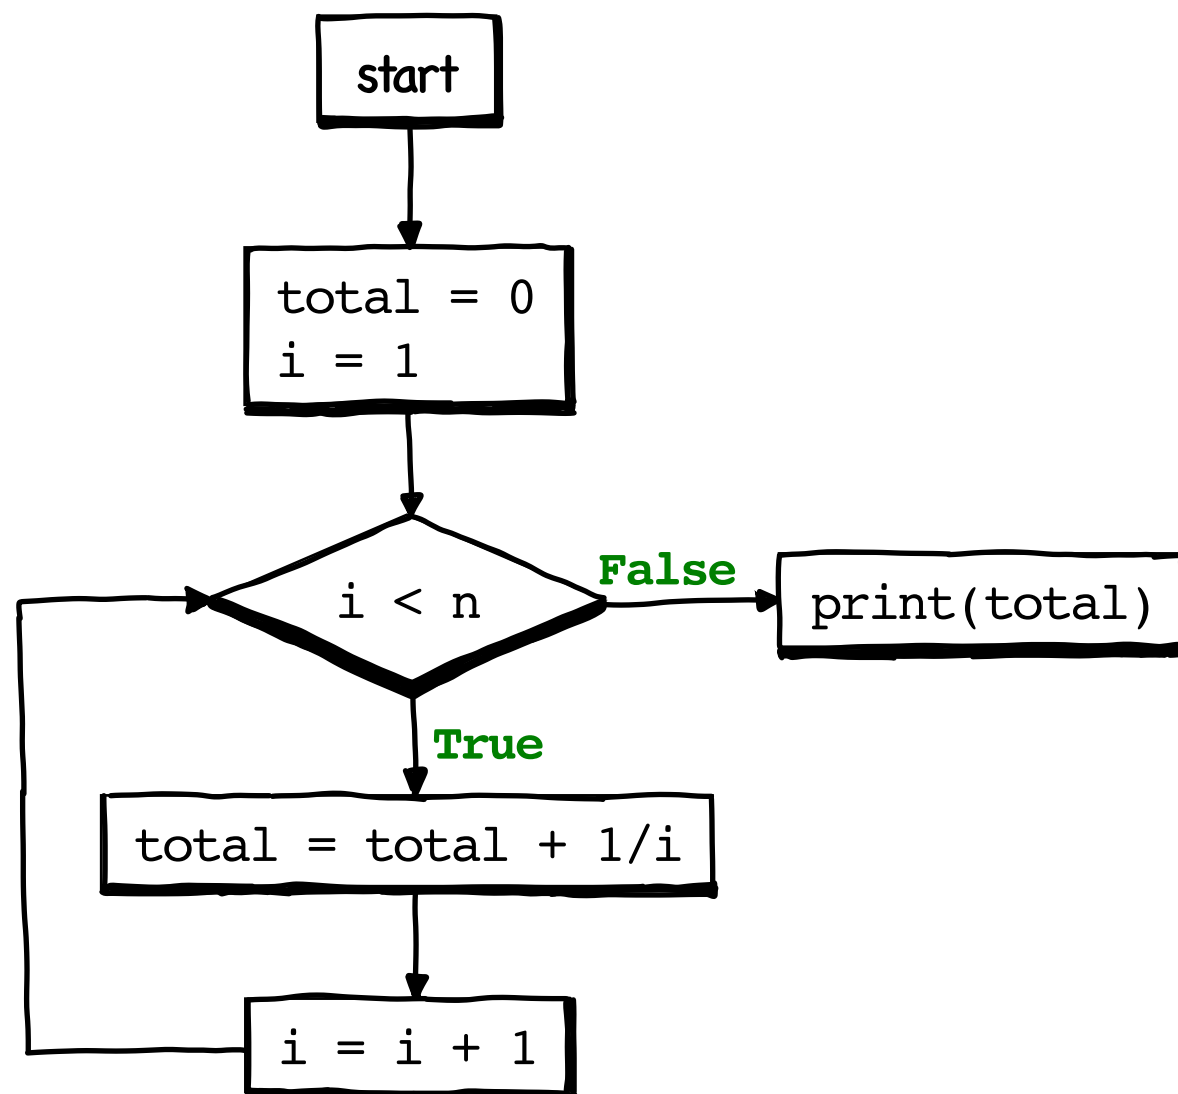 start
total = 0
i = 1
i < n
False
print(total)
True
total = total + 1/i
i = i + 1